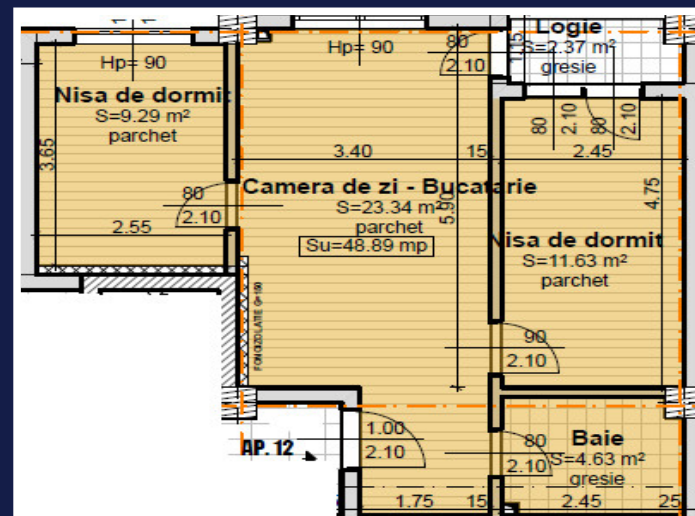 Logie
S=2.37 m²
gresie
1.15
80
2.10
Hp= 90
Hp= 90
Nisa de dormit
S=9.29 m²
parchet
3.65
80
2.10
2.55
3.40
15
Camera de zi - Bucatarie
S=23.34 m²
parchet
Su=48.89 mp
5.90
80
2.10
80
2.10
2.45
4.75
Nisa de dormit
S=11.63 m²
parchet
90
2.10
FONOIZOLATIE G=150
AP. 12
1.00
2.10
80
2.10
Baie
S=4.63 m²
gresie
1.75
15
2.45
25